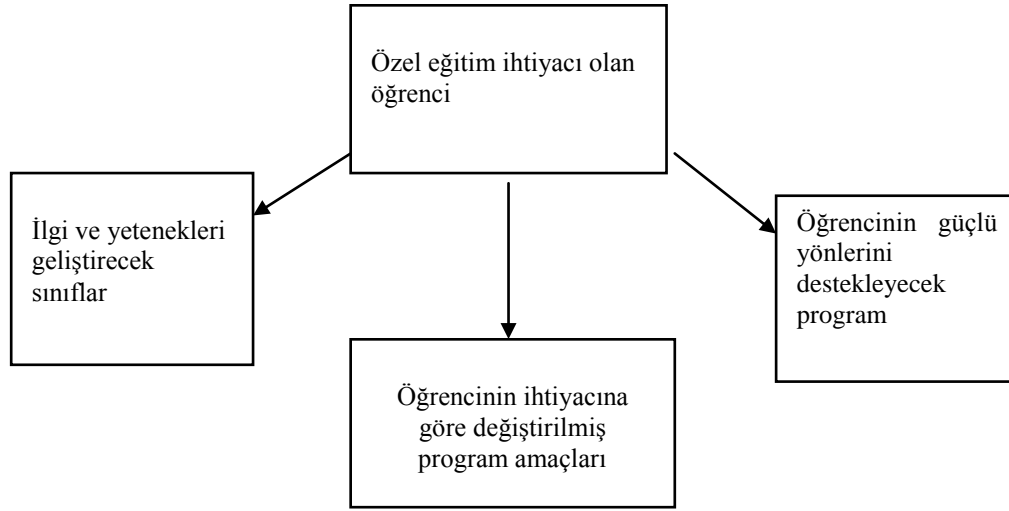 Özel eğitim ihtiyacı olan
öğrenci
İlgi ve yetenekleri
geliştirecek
sınıflar
Öğrencinin güçlü
yönlerini
destekleyecek
program
Öğrencinin ihtiyacına
göre değiştirilmiş
program amaçları